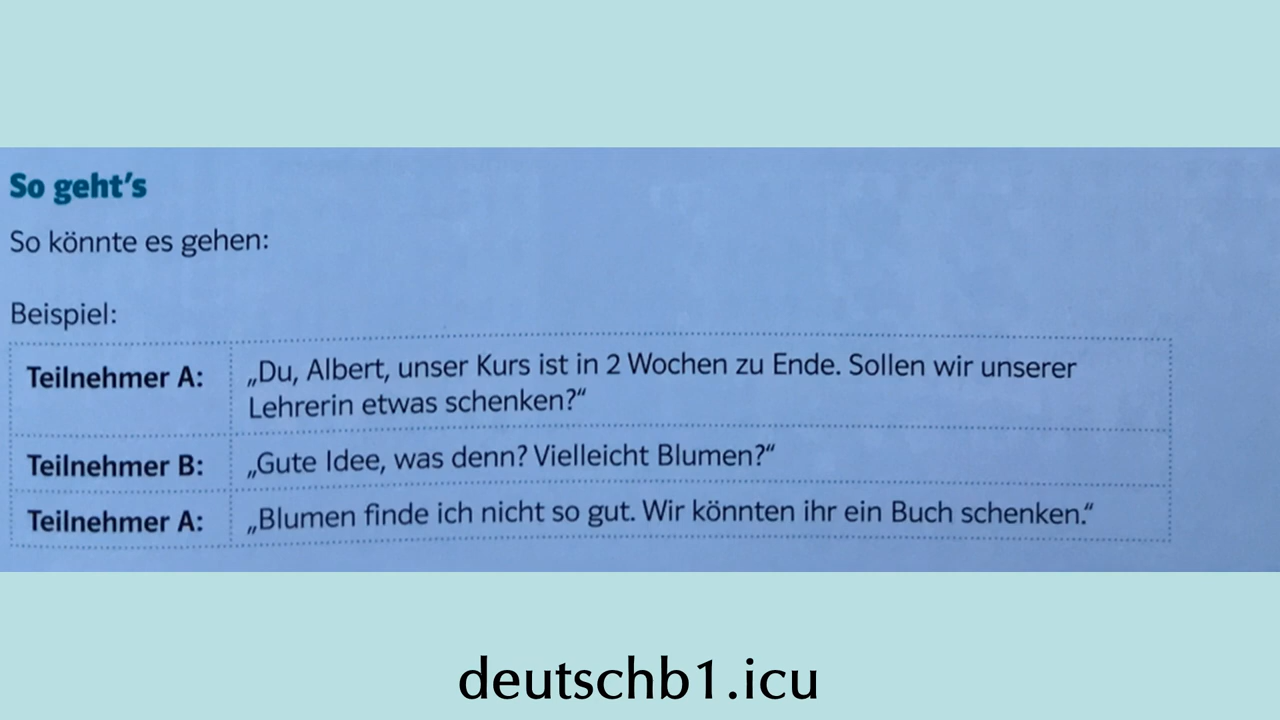 So geht's
So könnte es gehen:
Beispiel:
Teilnehmer A: „Du, Albert, unser Kurs ist in 2 Wochen zu Ende. Sollen wir unserer
Lehrerin etwas schenken?“
Teilnehmer B: „Gute Idee, was denn? Vielleicht Blumen?“
Teilnehmer A: „Blumen finde ich nicht so gut. Wir könnten ihr ein Buch schenken.“
deutschb1.icu